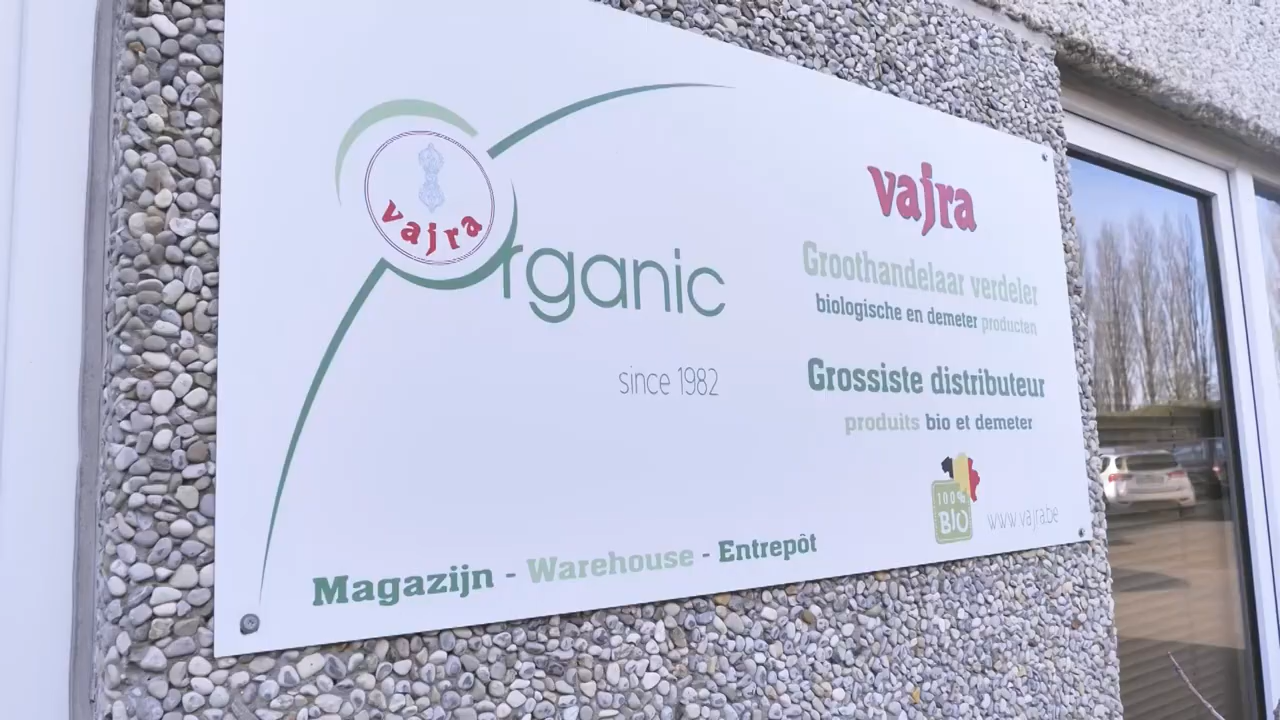 vajra
rganic
since 1982
vajra
Groothandelaar verdeler
biologische en demeter producten
Grossiste distributeur
produits bio et demeter
100%
BIO
www.vajra.be
Magazijn - Warehouse - Entrepôt